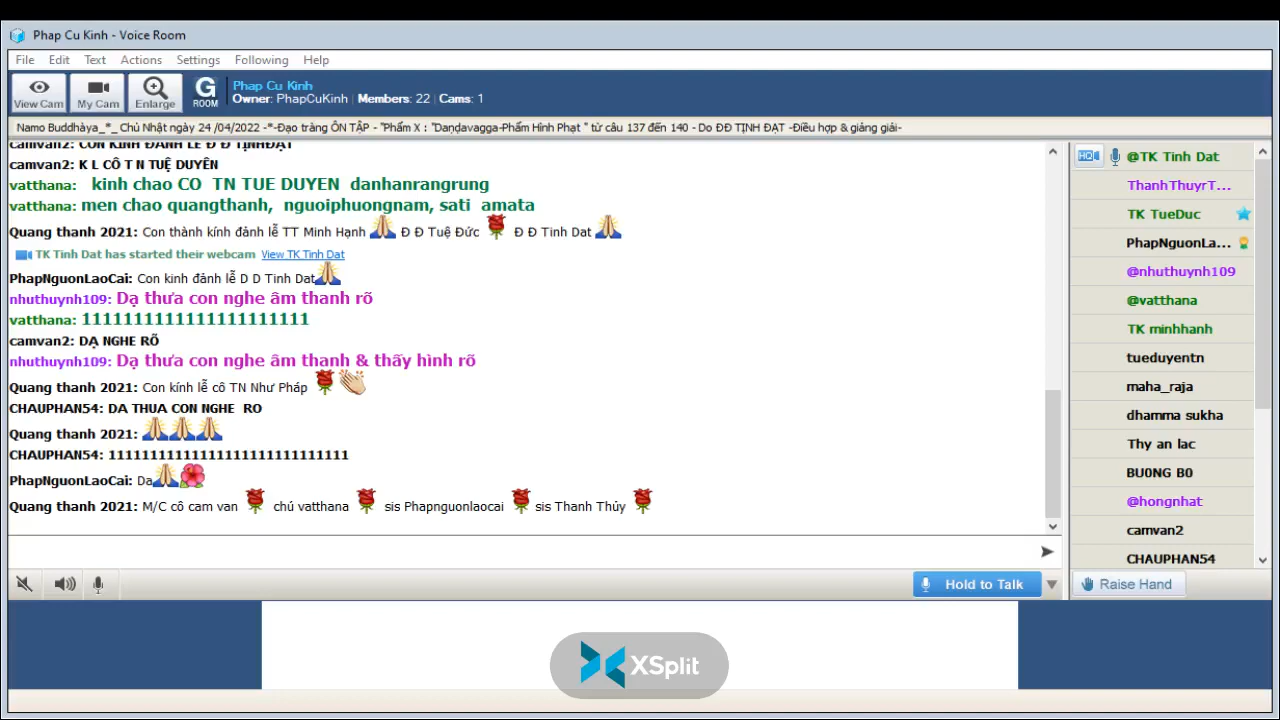 Phap Cu Kinh - Voice Room
File Edit Text Actions Settings Following Help
View Cam
My Cam
Enlarge
G
ROOM
Phap Cu Kinh
Owner: PhapCuKinh | Members: 22 | Cams: 1
Namo Buddhàya_*_ Chủ Nhật ngày 24 /04/2022 -*-Đạo tràng ÔN TẬP - "Phẩm X : "Daṇḍavagga-Phẩm Hình Phạt " từ câu 137 đến 140 - Do ĐĐ TỊNH ĐẠT -Điều hợp & giảng giải-
camvan2: CON KINH ĐẢNH LỄ Đ Đ TỊNHĐẠT
camvan2: K L CÔ T N TUỆ DUYÊN
vatthana: kinh chao CO TN TUE DUYEN danhanrangrung
vatthana: men chao quangthanh, nguoiphuongnam, sati amata
Quang thanh 2021: Con thành kính đảnh lễ TT Minh Hạnh Đ Đ Tuệ Đức Đ Đ Tinh Dat
TK Tinh Dat has started their webcam View TK Tinh Dat
PhapNguonLaoCai: Con kinh đảnh lễ D D Tinh Dat
nhuthuynh109: Dạ thưa con nghe âm thanh rõ
vatthana: 1111111111111111111111
camvan2: DẠ NGHE RÕ
nhuthuynh109: Dạ thưa con nghe âm thanh & thấy hình rõ
Quang thanh 2021: Con kính lễ cô TN Như Pháp
CHAUPHAN54: DA THUA CON NGHE RO
Quang thanh 2021:
CHAUPHAN54: 11111111111111111111111111111
PhapNguonLaoCai: Da
Quang thanh 2021: M/C cô cam van chú vatthana sis Phapnguonlaocai sis Thanh Thủy
HQ
@TK Tinh Dat
ThanhThuyrT...
TK TueDuc
PhapNguonLa...
@nhuthuynh109
@vatthana
TK minhhanh
tueduyentn
maha_raja
dhamma sukha
Thy an lac
BU0NG B0
@hongnhat
camvan2
CHAUPHAN54
Hold to Talk
Raise Hand
XSplit